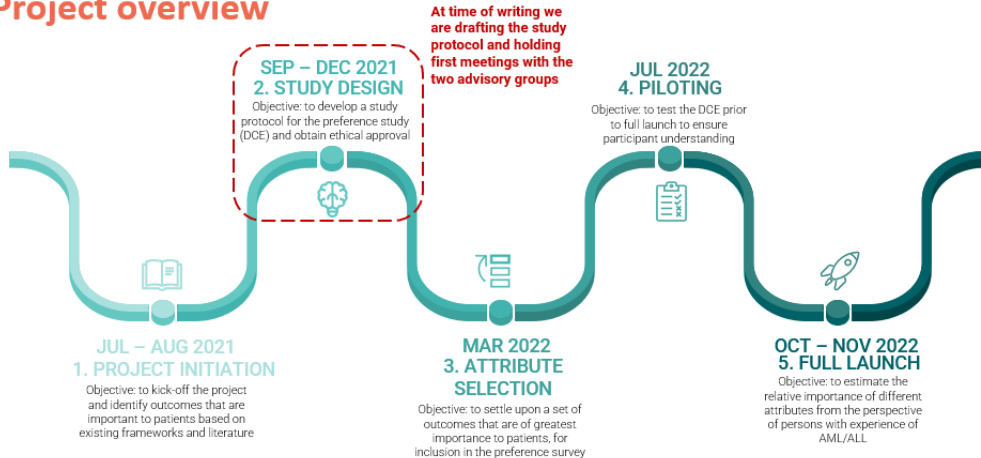 Project overview
At time of writing we
are drafting the study
protocol and holding
first meetings with the
two advisory groups
SEP – DEC 2021
2. STUDY DESIGN
Objective: to develop a study
protocol for the preference study
(DCE) and obtain ethical approval
JUL 2022
4. PILOTING
Objective: to test the DCE prior
to full launch to ensure
participant understanding
JUL – AUG 2021
1. PROJECT INITIATION
Objective: to kick-off the project
and identify outcomes that are
important to patients based on
existing frameworks and literature
MAR 2022
3. ATTRIBUTE
SELECTION
Objective: to settle upon a set of
outcomes that are of greatest
importance to patients, for
inclusion in the preference survey
OCT – NOV 2022
5. FULL LAUNCH
Objective: to estimate the
relative importance of different
attributes from the perspective
of persons with experience of
AML/ALL